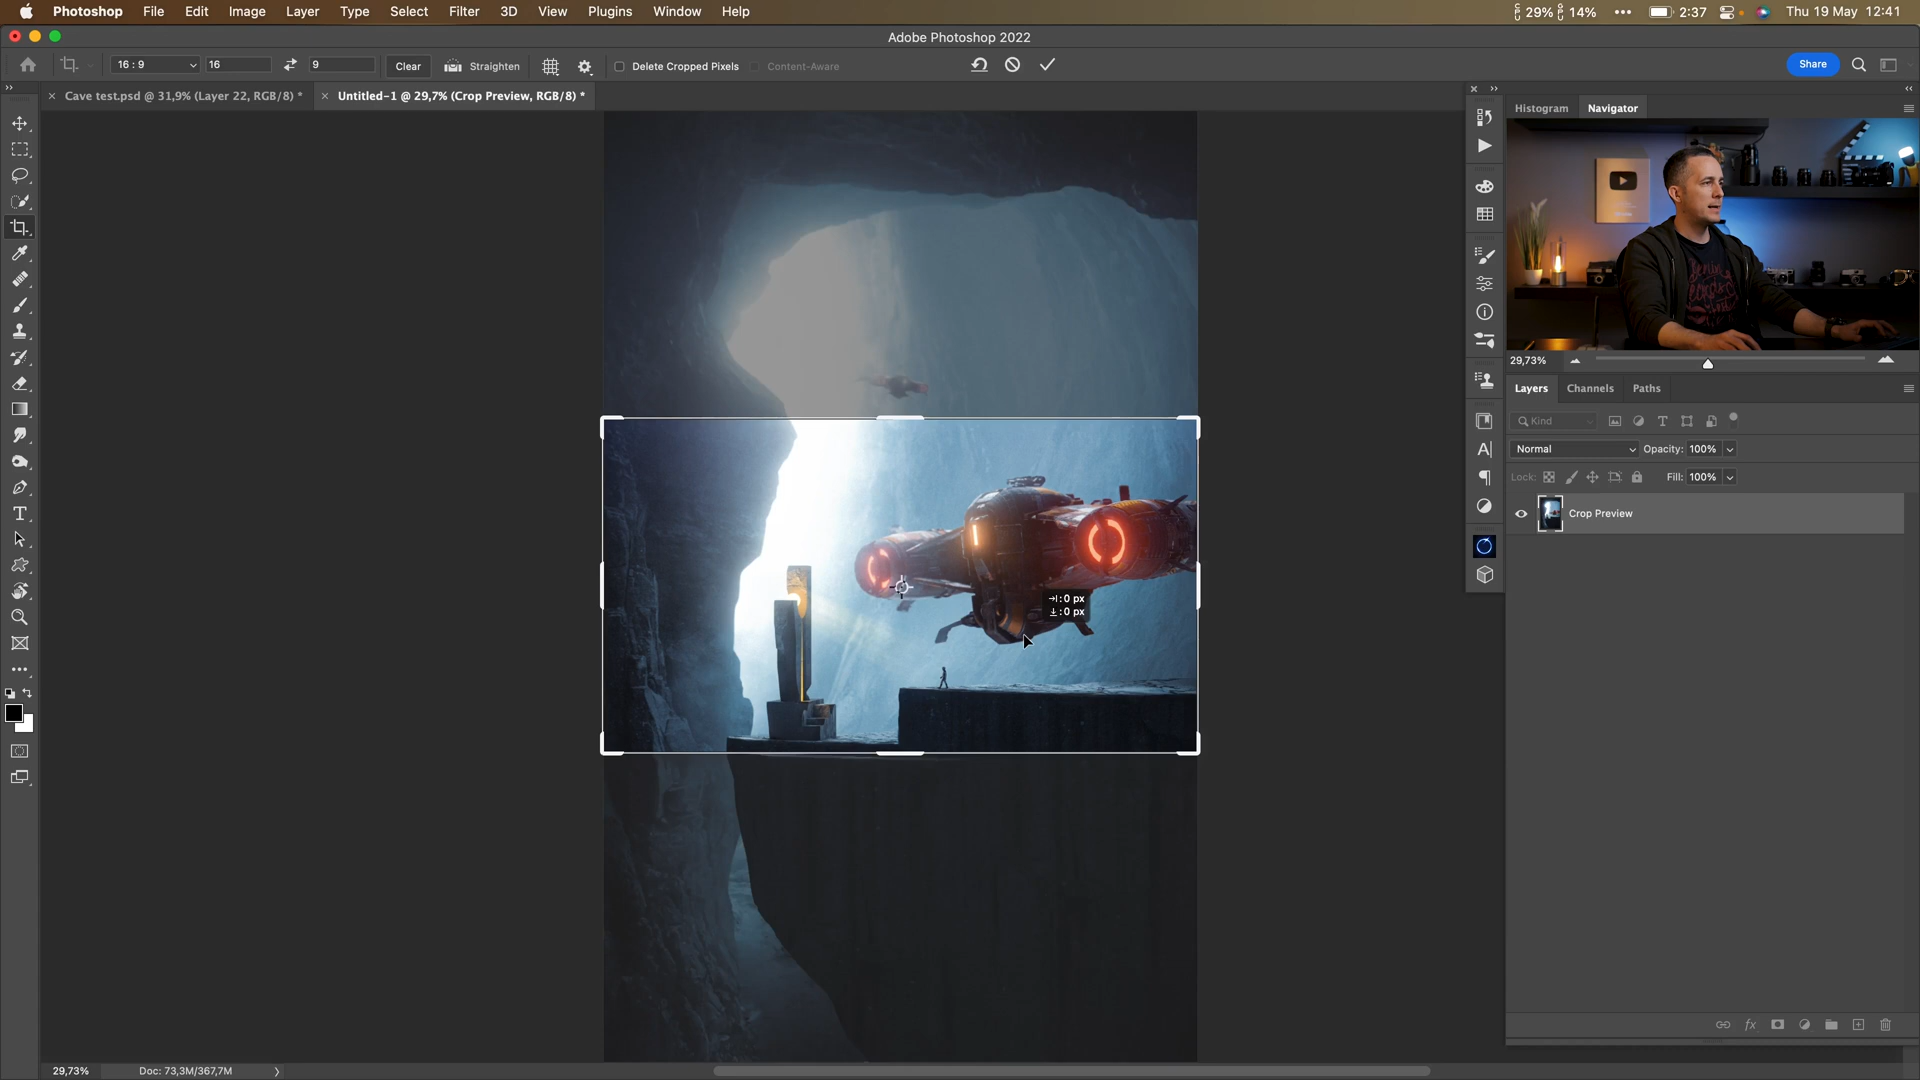 Photoshop File Edit Image Layer Type Select Filter 3D View Plugins Window Help 29% 14% 2:37 Thu 19 May 12:41
Adobe Photoshop 2022
16 : 9 16 9 Clear Straighten Delete Cropped Pixels Content-Aware Share
Cave test.psd @ 31,9% (Layer 22, RGB/8) * Untitled-1 @ 29,7% (Crop Preview, RGB/8) *
Histogram Navigator
29,73%
Layers Channels Paths
Kind
Normal Opacity: 100%
Lock: Fill: 100%
Crop Preview
:0 px
:0 px
fx
29,73% Doc: 73,3M/367,7M